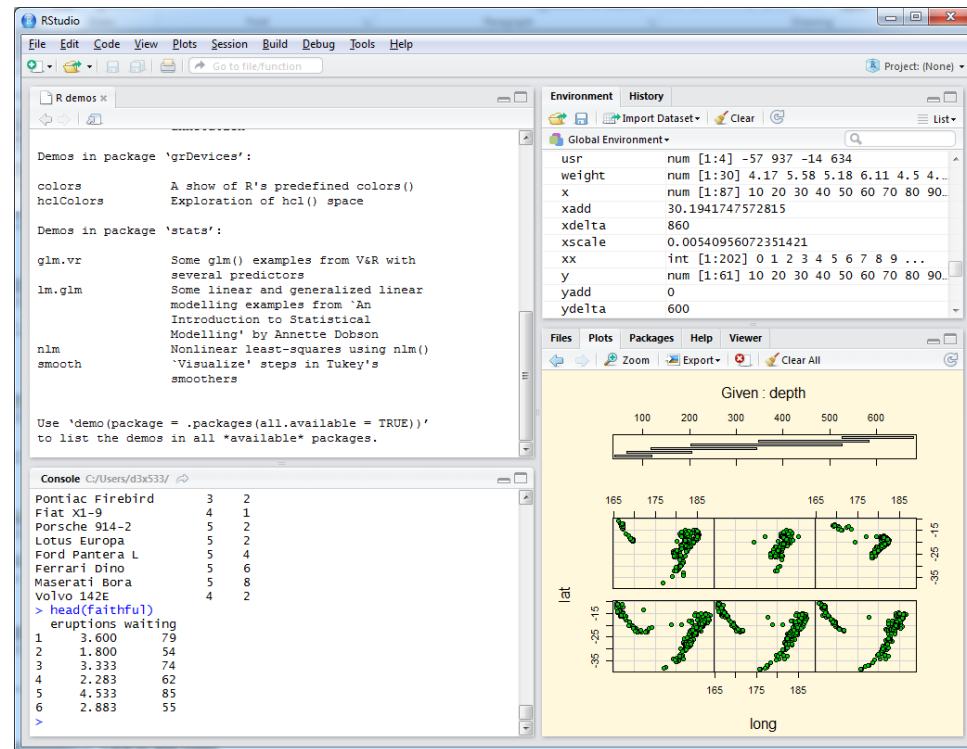 RStudio
File Edit Code View Plots Session Build Debug Tools Help
Go to file/function
Project: (None)
R demos
Demos in package ‘grDevices’:
colors A show of R's predefined colors()
hclColors Exploration of hcl() space
Demos in package ‘stats’:
glm.vr Some glm() examples from V&R with
several predictors
lm.glm Some linear and generalized linear
modelling examples from `An
Introduction to Statistical
Modelling' by Annette Dobson
nlm Nonlinear least-squares using nlm()
smooth `Visualize' steps in Tukey's
smoothers
Use ‘demo(package = .packages(all.available = TRUE))’
to list the demos in all *available* packages.
Console C:/Users/d3x533/
Pontiac Firebird 3 2
Fiat X1-9 4 1
Porsche 914-2 5 2
Lotus Europa 5 2
Ford Pantera L 5 4
Ferrari Dino 5 6
Maserati Bora 5 8
Volvo 142E 4 2
> head(faithful)
eruptions waiting
1 3.600 79
2 1.800 54
3 3.333 74
4 2.283 62
5 4.533 85
6 2.883 55
>
Environment History
Import Dataset Clear List
Global Environment
usr num [1:4] -57 937 -14 634
weight num [1:30] 4.17 5.58 5.18 6.11 4.5 4...
x num [1:87] 10 20 30 40 50 60 70 80 90...
xadd 30.1941747572815
xdelta 860
xscale 0.00540956072351421
xx int [1:202] 0 1 2 3 4 5 6 7 8 9 ...
y num [1:61] 10 20 30 40 50 60 70 80 90...
yadd 0
ydelta 600
Files Plots Packages Help Viewer
Zoom Export Clear All
Given : depth
100 200 300 400 500 600
165 175 185 165 175 185
-15
-25
-35
lat
-15
-25
-35
165 175 185
long